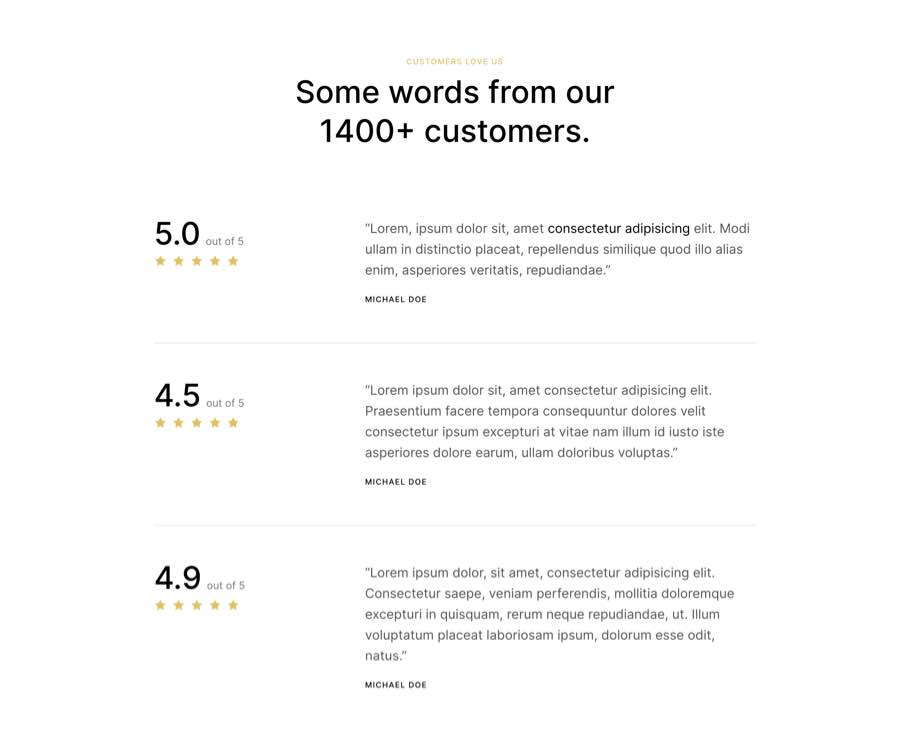 CUSTOMERS LOVE US
Some words from our
1400+ customers.
5.0 out of 5
“Lorem, ipsum dolor sit, amet consectetur adipisicing elit. Modi
ullam in distinctio placeat, repellendus similique quod illo alias
enim, asperiores veritatis, repudiandae.”
MICHAEL DOE
4.5 out of 5
“Lorem ipsum dolor sit, amet consectetur adipisicing elit.
Praesentium facere tempora consequuntur dolores velit
consectetur ipsum excepturi at vitae nam illum id iusto iste
asperiores dolore earum, ullam doloribus voluptas.”
MICHAEL DOE
4.9 out of 5
“Lorem ipsum dolor, sit amet, consectetur adipisicing elit.
Consectetur saepe, veniam perferendis, mollitia doloremque
excepturi in quisquam, rerum neque repudiandae, ut. Illum
voluptatum placeat laboriosam ipsum, dolorum esse odit,
natus.”
MICHAEL DOE